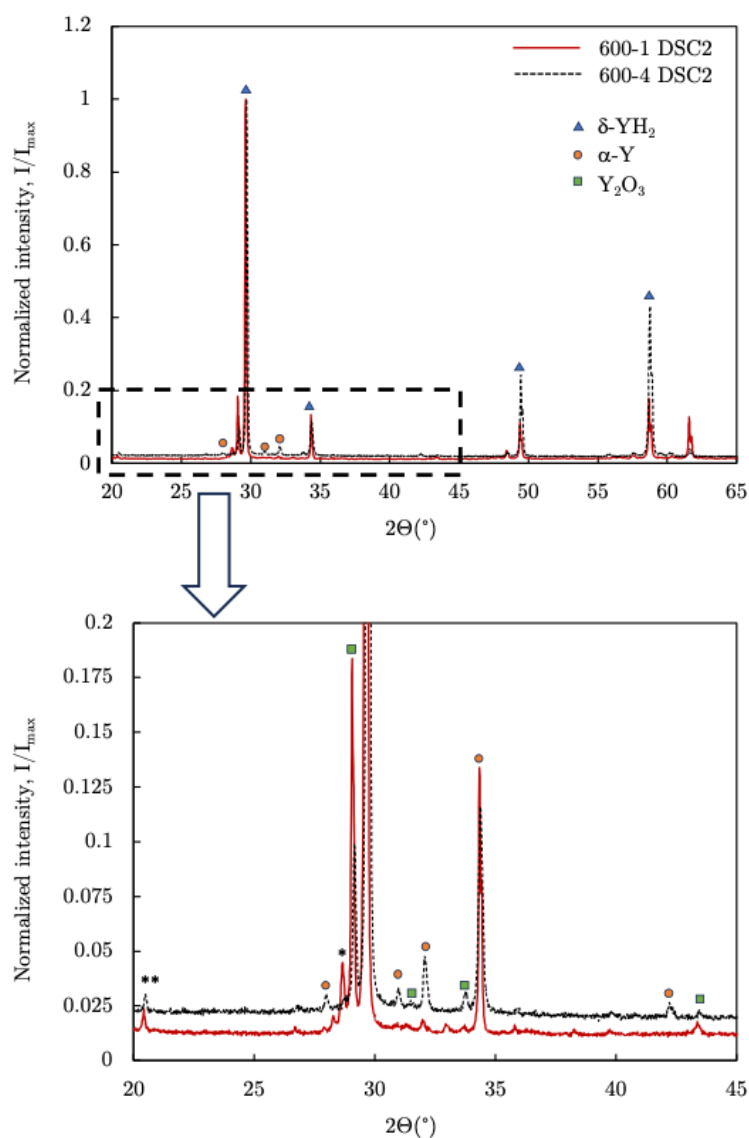 1.2
1
0.8
0.6
0.4
0.2
0
Normalized intensity, I/Imax
600-1 DSC2
600-4 DSC2
δ-YH2
α-Y
Y2O3
20 25 30 35 40 45 50 55 60 65
2Θ(°)
0.2
0.175
0.15
0.125
0.1
0.075
0.05
0.025
0
Normalized intensity, I/Imax
**
*
20 25 30 35 40 45
2Θ(°)